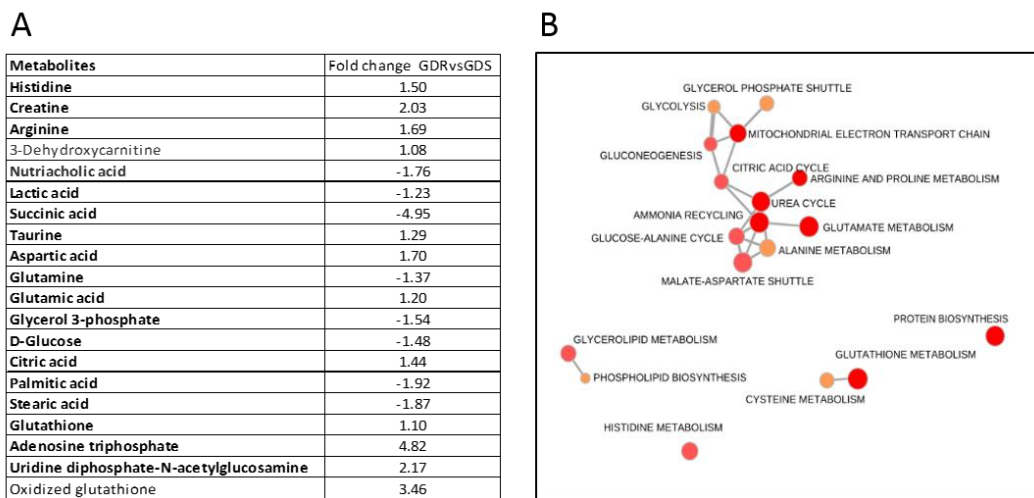 A
B
Metabolites Fold change GDRvsGDS
Histidine 1.50
Creatine 2.03
Arginine 1.69
3-Dehydroxycarnitine 1.08
Nutriacholic acid -1.76
Lactic acid -1.23
Succinic acid -4.95
Taurine 1.29
Aspartic acid 1.70
Glutamine -1.37
Glutamic acid 1.20
Glycerol 3-phosphate -1.54
D-Glucose -1.48
Citric acid 1.44
Palmitic acid -1.92
Stearic acid -1.87
Glutathione 1.10
Adenosine triphosphate 4.82
Uridine diphosphate-N-acetylglucosamine 2.17
Oxidized glutathione 3.46
GLYCEROL PHOSPHATE SHUTTLE
GLYCOLYSIS
MITOCHONDRIAL ELECTRON TRANSPORT CHAIN
GLUCONEOGENESIS
CITRIC ACID CYCLE
ARGININE AND PROLINE METABOLISM
UREA CYCLE
AMMONIA RECYCLING
GLUTAMATE METABOLISM
GLUCOSE-ALANINE CYCLE
ALANINE METABOLISM
MALATE-ASPARTATE SHUTTLE
PROTEIN BIOSYNTHESIS
GLYCEROLIPID METABOLISM
GLUTATHIONE METABOLISM
PHOSPHOLIPID BIOSYNTHESIS
CYSTEINE METABOLISM
HISTIDINE METABOLISM